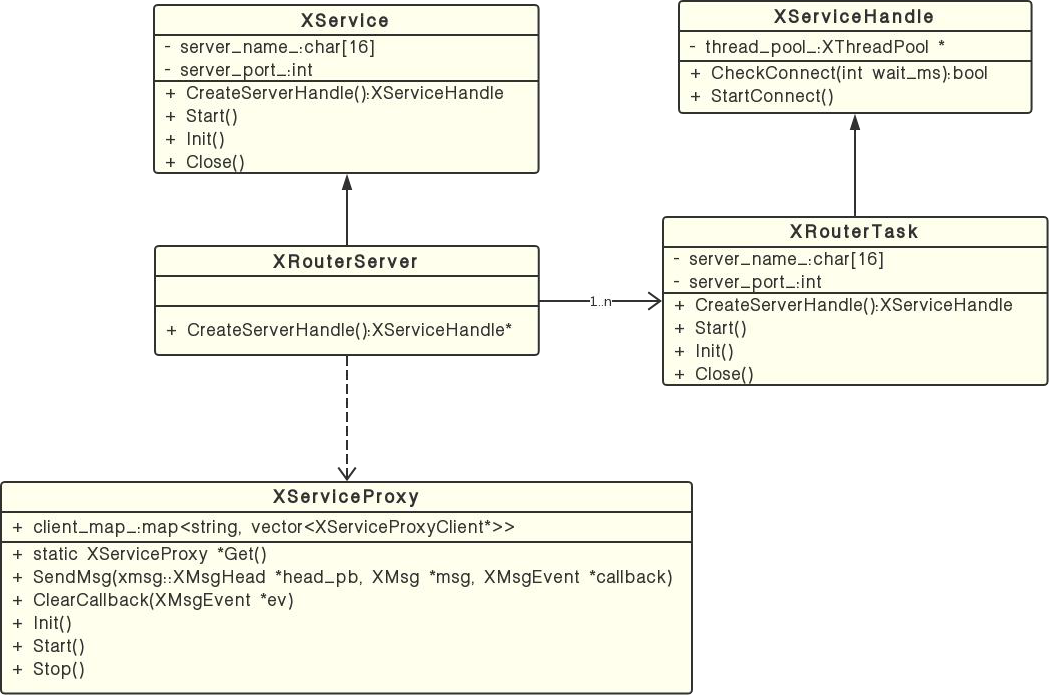 XService
- server_name_:char[16]
- server_port_:int
+ CreateServerHandle():XServiceHandle
+ Start()
+ Init()
+ Close()
XServiceHandle
- thread_pool_:XThreadPool *
+ CheckConnect(int wait_ms):bool
+ StartConnect()
XRouterServer
+ CreateServerHandle():XServiceHandle*
1..n
XRouterTask
- server_name_:char[16]
- server_port_:int
+ CreateServerHandle():XServiceHandle
+ Start()
+ Init()
+ Close()
XServiceProxy
+ client_map_:map<string, vector<XServiceProxyClient*>>
+ static XServiceProxy *Get()
+ SendMsg(xmsg::XMsgHead *head_pb, XMsg *msg, XMsgEvent *callback)
+ ClearCallback(XMsgEvent *ev)
+ Init()
+ Start()
+ Stop()